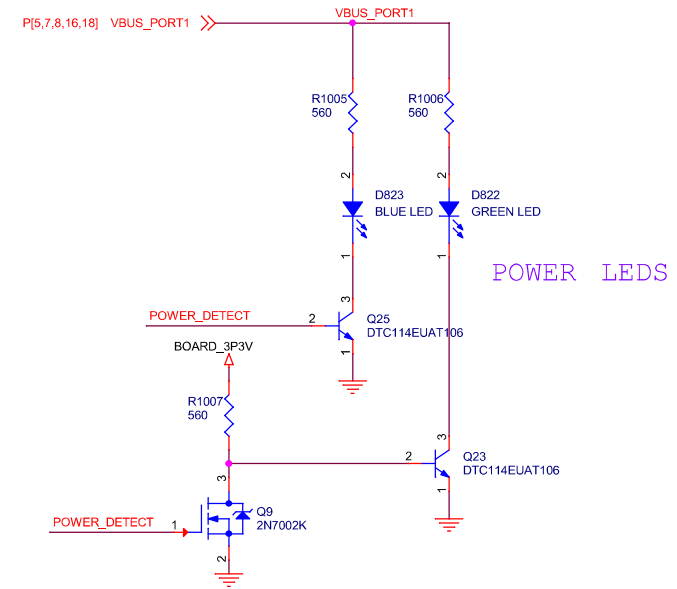 P[5,7,8,16,18] VBUS_PORT1
VBUS_PORT1
R1005
560
R1006
560
2
2
D823
BLUE LED
D822
GREEN LED
1
1
POWER LEDS
3
POWER_DETECT
2
Q25
DTC114EUAT106
BOARD_3P3V
1
R1007
560
3
2
Q23
DTC114EUAT106
3
1
Q9
2N7002K
POWER_DETECT
1
2